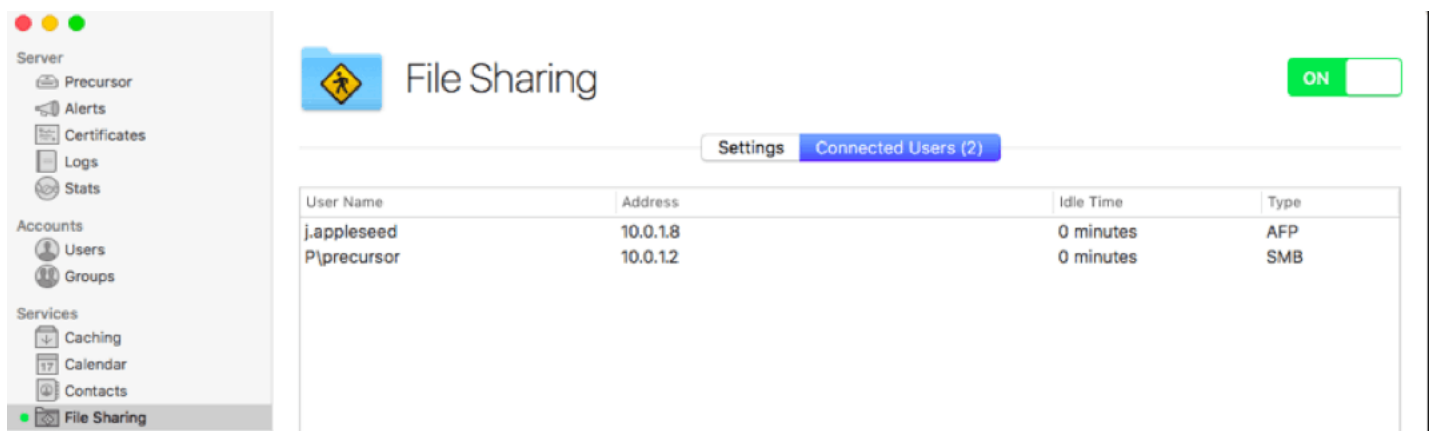 Server
Precursor
Alerts
Certificates
Logs
Stats
Accounts
Users
Groups
Services
Caching
17 Calendar
Contacts
File Sharing
File Sharing
ON
Settings Connected Users (2)
User Name Address Idle Time Type
j.appleseed 10.0.1.8 0 minutes AFP
P\precursor 10.0.1.2 0 minutes SMB